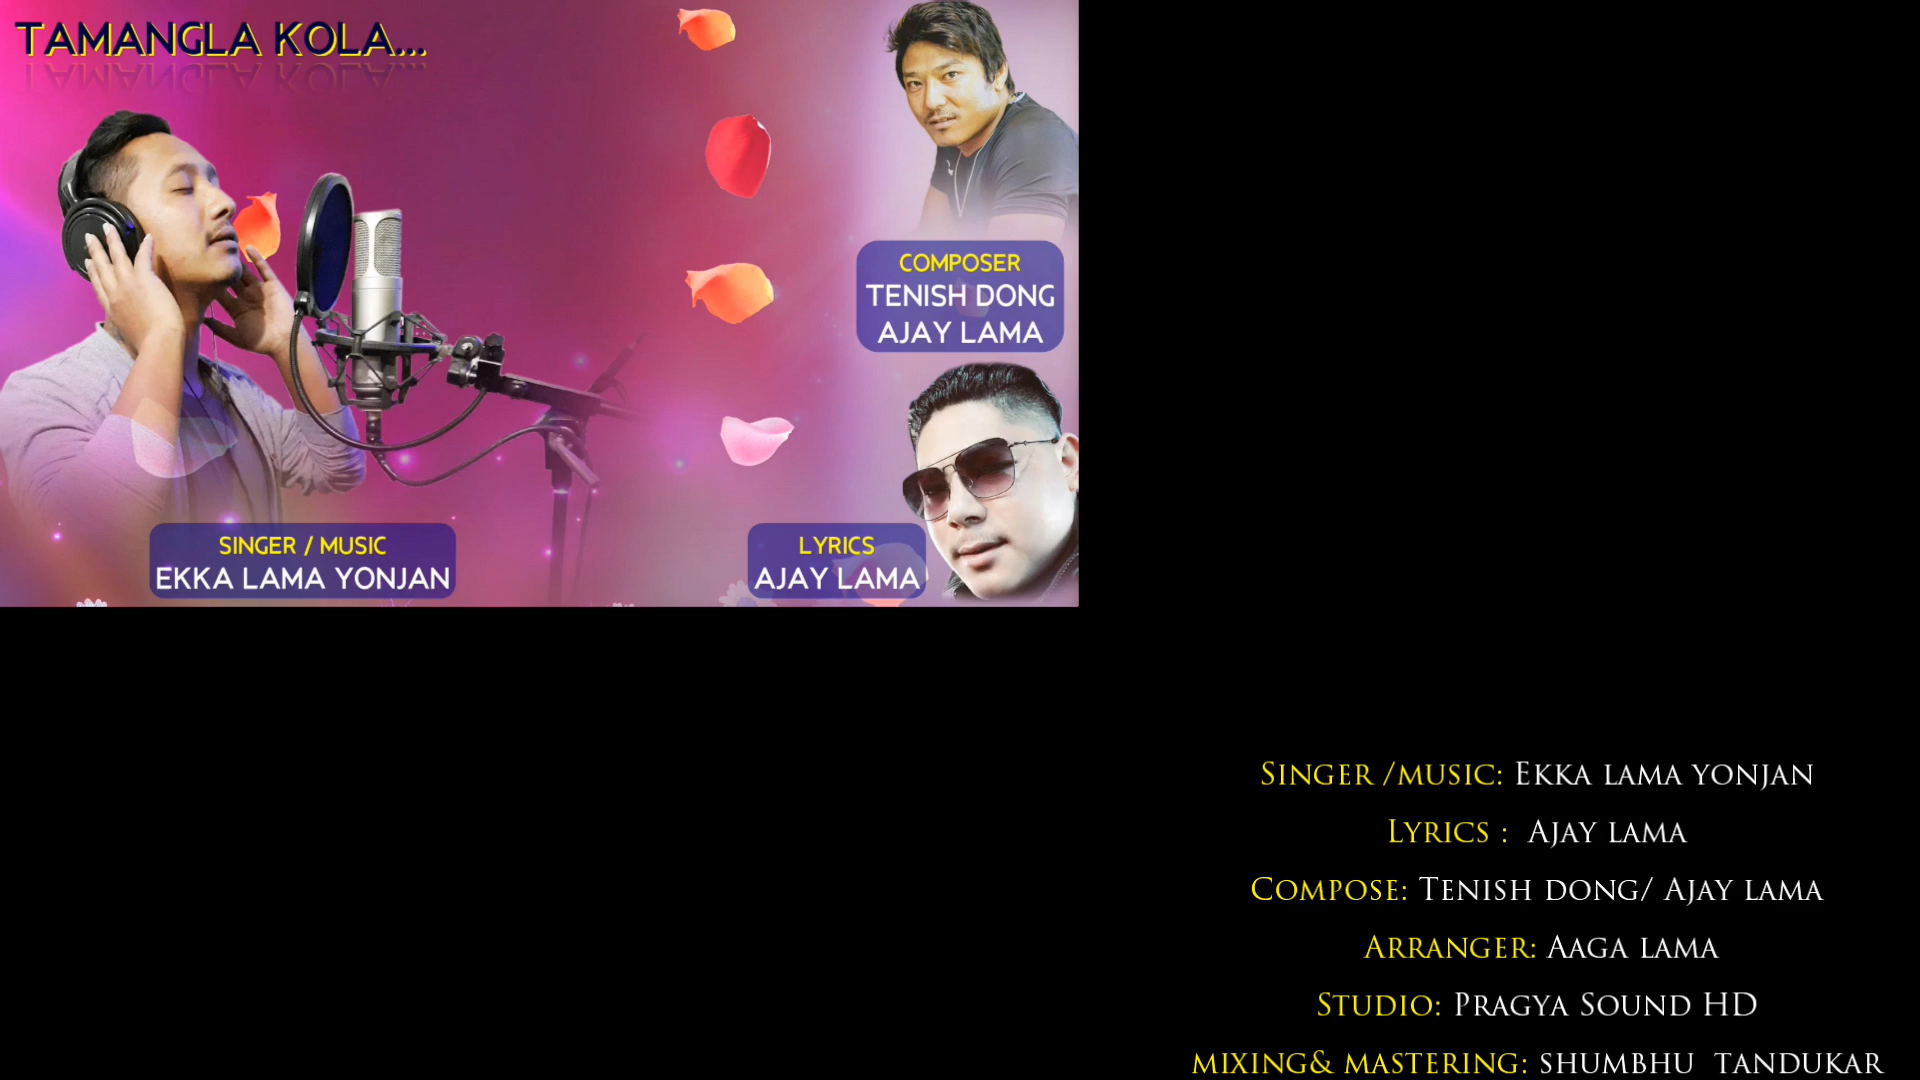 TAMANGLA KOLA...
COMPOSER
TENISH DONG
AJAY LAMA
SINGER / MUSIC
EKKA LAMA YONJAN
LYRICS
AJAY LAMA
Singer /music: Ekka lama yonjan
Lyrics : Ajay lama
Compose: Tenish dong/ Ajay lama
Arranger: Aaga lama
Studio: Pragya Sound HD
mixing& mastering: shumbhu tandukar